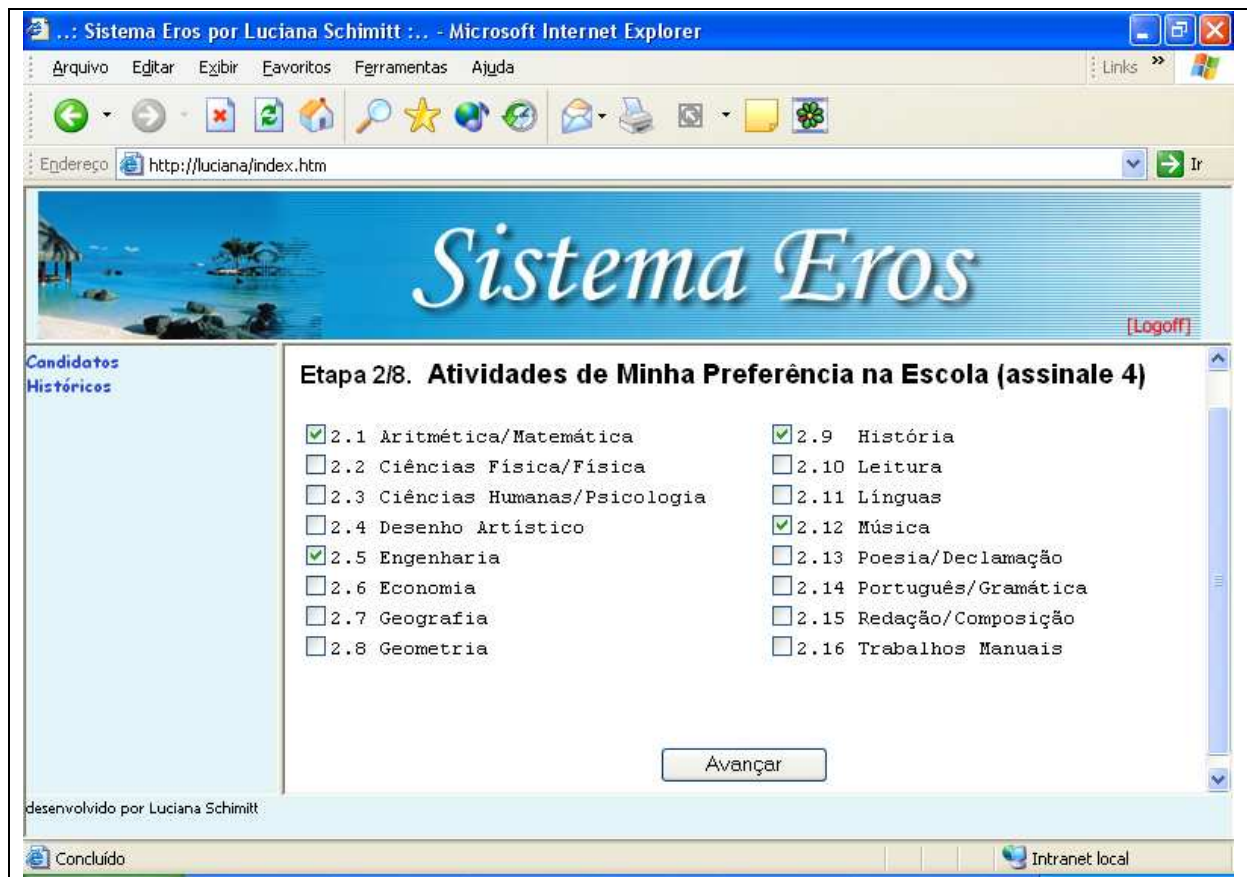 ..: Sistema Eros por Luciana Schimitt :.. - Microsoft Internet Explorer
Arquivo Editar Exibir Favoritos Ferramentas Ajuda Links »
Endereço http://luciana/index.htm Ir
Sistema Eros
[Logoff]
Candidatos
Históricos
Etapa 2/8. Atividades de Minha Preferência na Escola (assinale 4)
2.1 Aritmética/Matemática
2.2 Ciências Física/Física
2.3 Ciências Humanas/Psicologia
2.4 Desenho Artístico
2.5 Engenharia
2.6 Economia
2.7 Geografia
2.8 Geometria
2.9 História
2.10 Leitura
2.11 Línguas
2.12 Música
2.13 Poesia/Declamação
2.14 Português/Gramática
2.15 Redação/Composição
2.16 Trabalhos Manuais
Avançar
desenvolvido por Luciana Schimitt
Concluído Intranet local